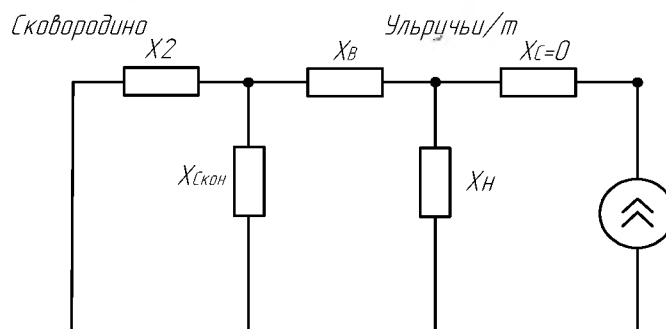 Сковородино
Ульручьи/т
X2
XВ
XС=0
XСкон
XН